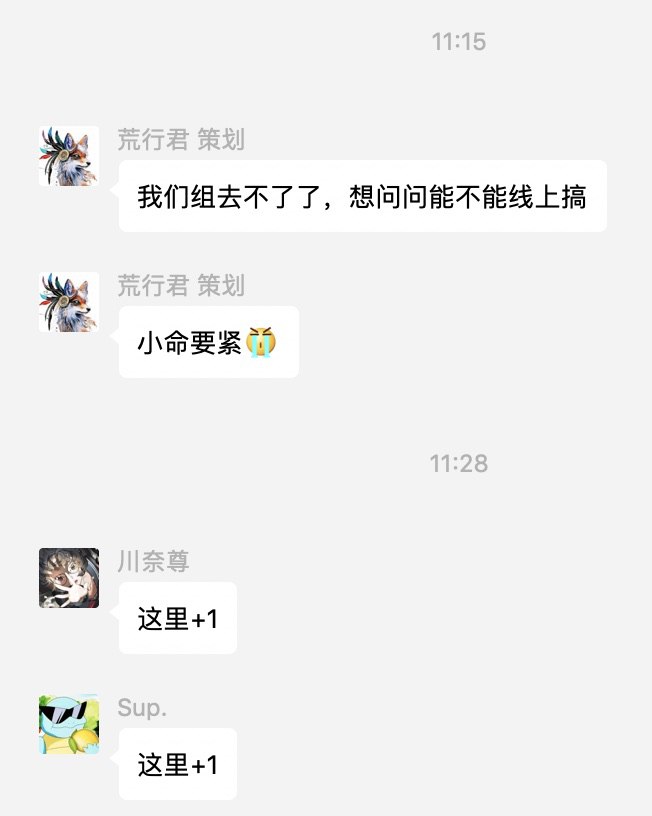 11:15
荒行君 策划
我们组去不了了，想问问能不能线上搞
荒行君 策划
小命要紧😭
11:28
川奈尊
这里+1
Sup.
这里+1